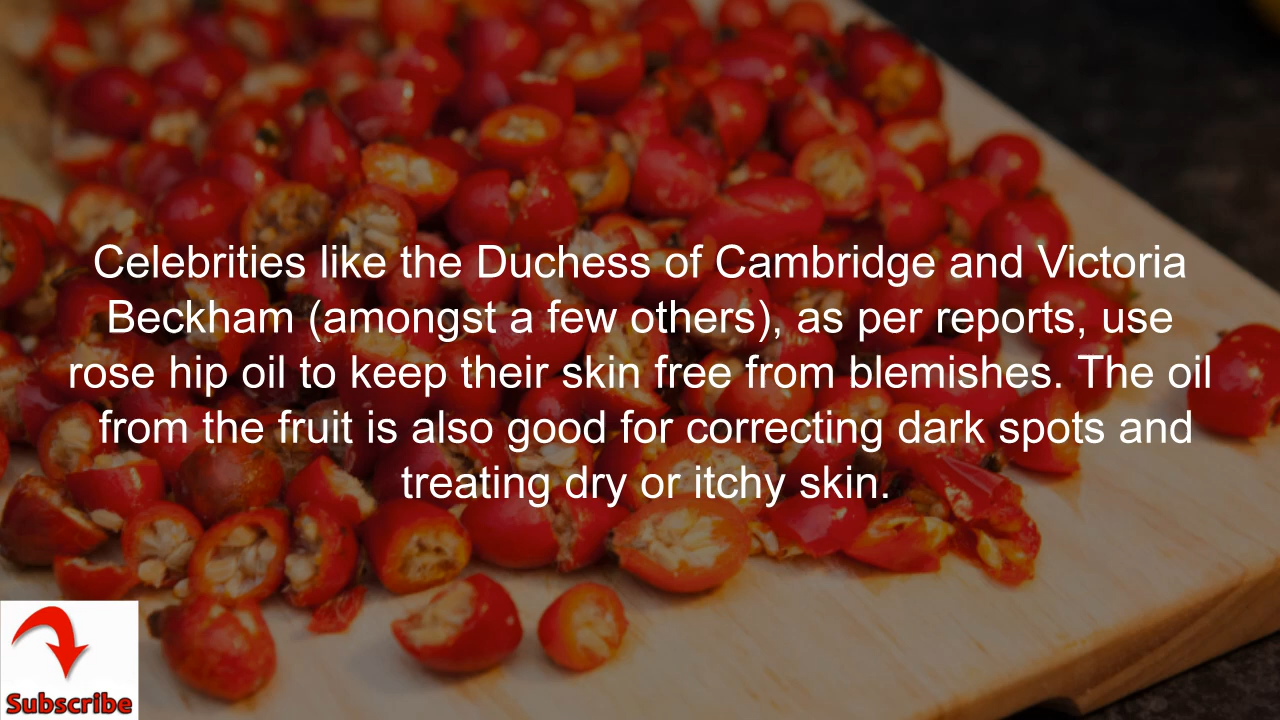 Celebrities like the Duchess of Cambridge and Victoria
Beckham (amongst a few others), as per reports, use
rose hip oil to keep their skin free from blemishes. The oil
from the fruit is also good for correcting dark spots and
treating dry or itchy skin.
Subscribe